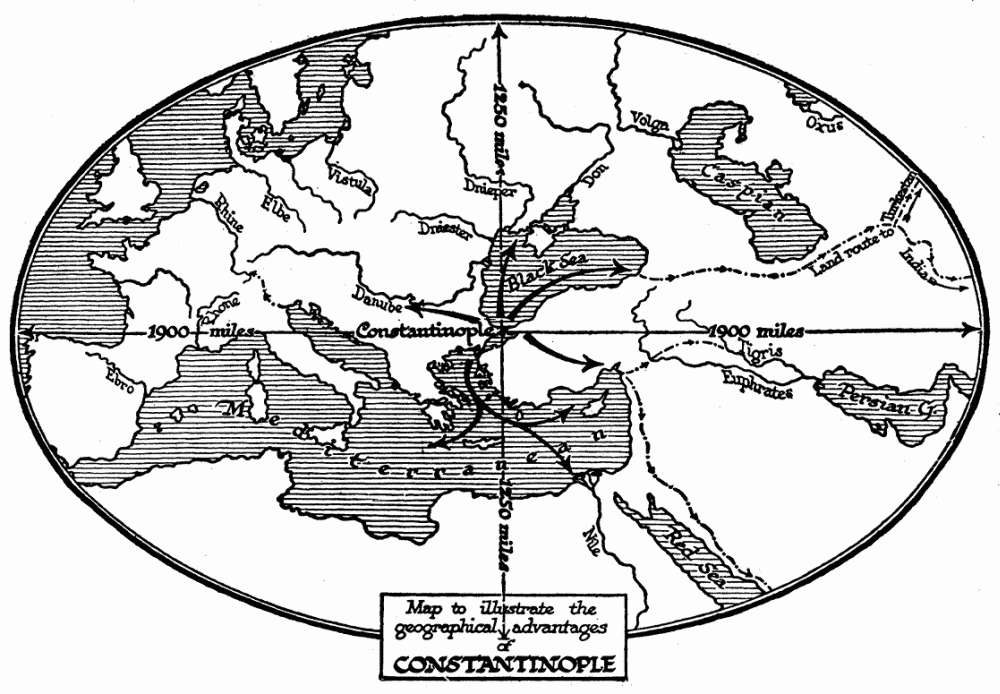 1250 miles
Volga
Oxus
Caspian
Vistula
Dnieper
Don
Rhine
Elbe
Dniester
Turkestan
Land route to
India
Black Sea
Danube
Rhone
1900 miles
Constantinople
1900 miles
Tigris
Ebro
Euphrates
Persian G.
Mediterranean
1250 miles
Nile
Red Sea
Map to illustrate the
geographical advantages
of
CONSTANTINOPLE